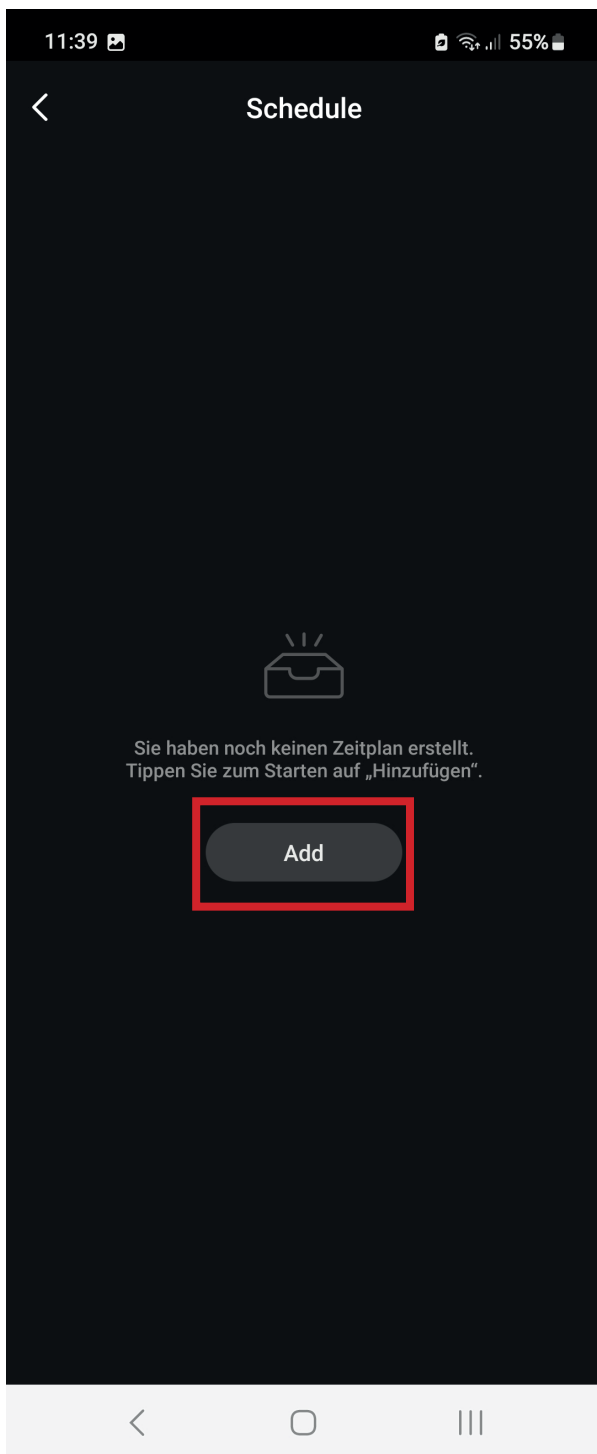 11:39 55%
Schedule
Sie haben noch keinen Zeitplan erstellt.
Tippen Sie zum Starten auf „Hinzufügen“.
Add